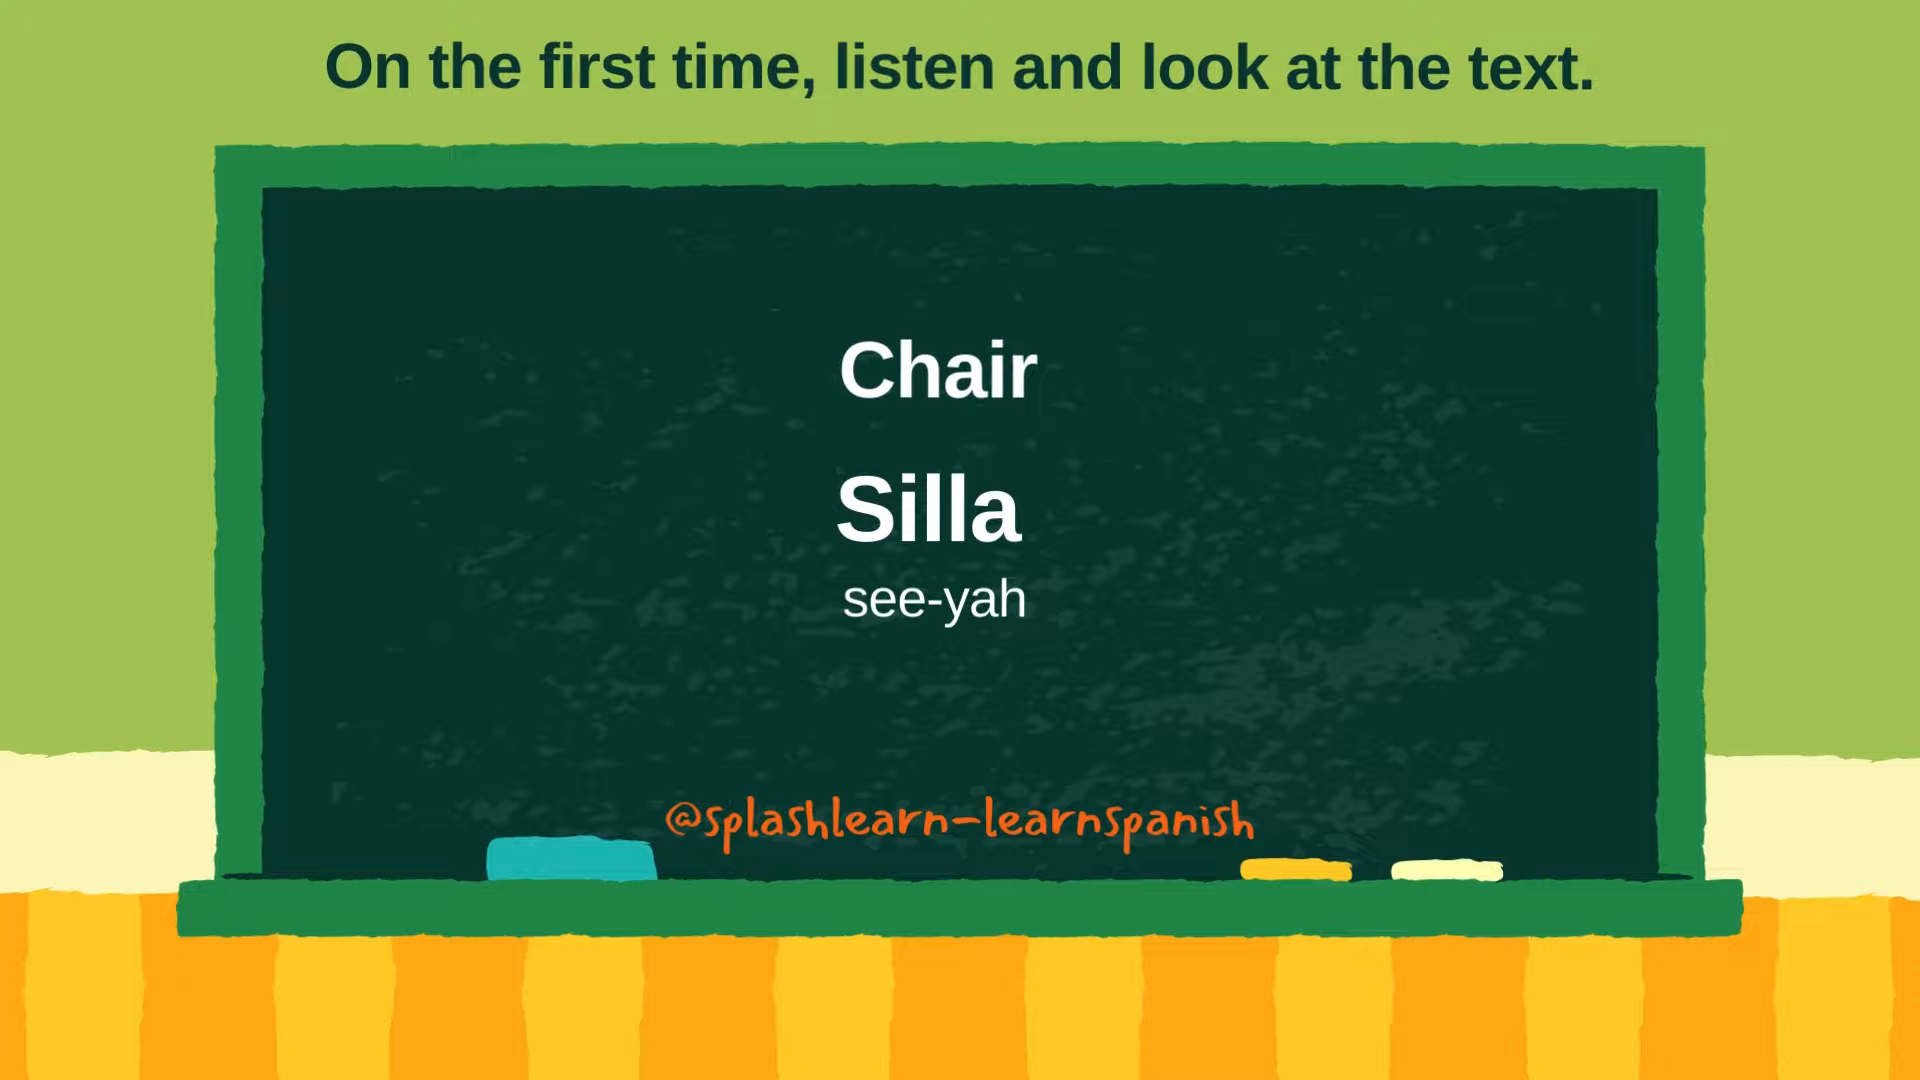 On the first time, listen and look at the text.
Chair
Silla
see-yah
@splashlearn-learnspanish